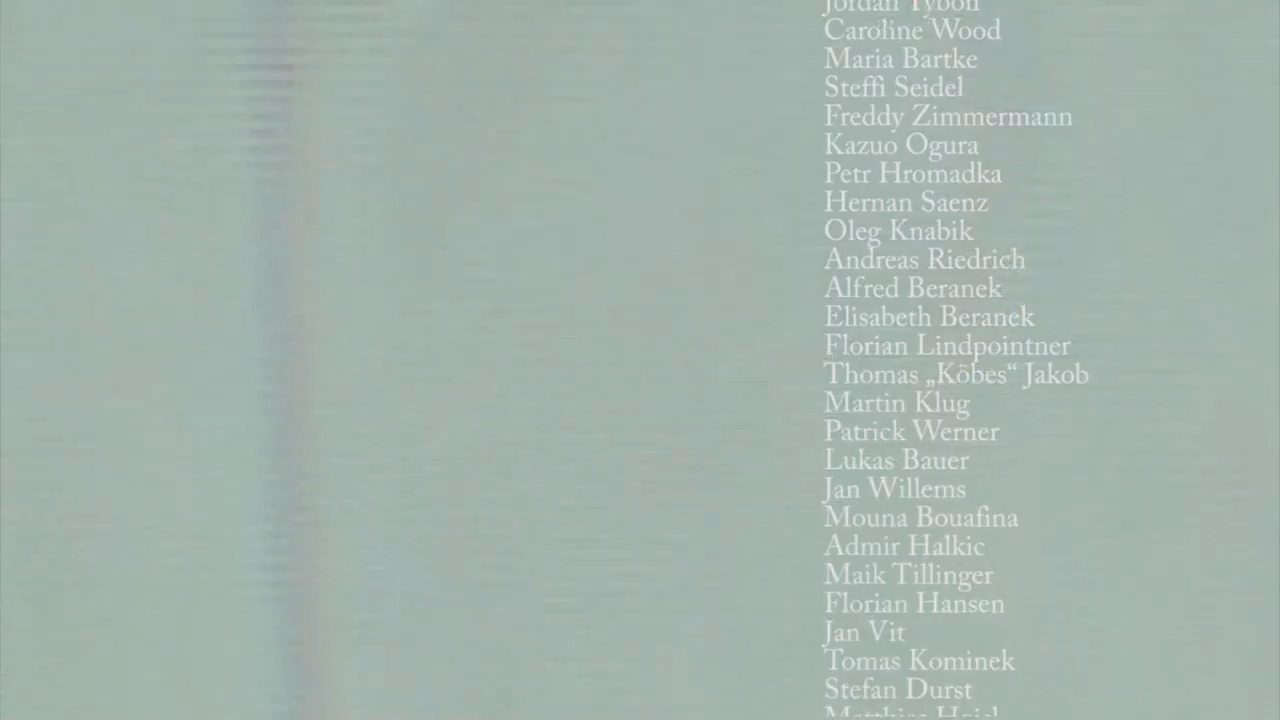 Jordan
Caroline Wood
Maria Bartke
Steffi Seidel
Freddy Zimmermann
Kazuo Ogura
Petr Hromadka
Hernan Saenz
Oleg Knabik
Andreas Riedrich
Alfred Beranek
Elisabeth Beranek
Florian Lindpointner
Thomas „Köbes“ Jakob
Martin Klug
Patrick Werner
Lukas Bauer
Jan Willems
Mouna Bouafina
Admir Halkic
Maik Tillinger
Florian Hansen
Jan Vit
Tomas Kominek
Stefan Durst